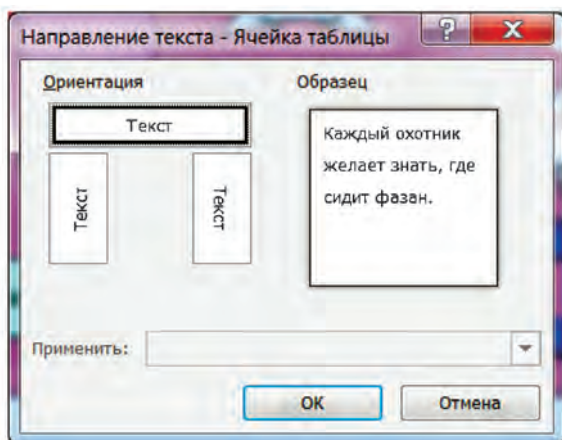 Направление текста - Ячейка таблицы
Ориентация
Образец
Текст
Текст
Текст
Каждый охотник
желает знать, где
сидит фазан.
Применить:
ОК
Отмена